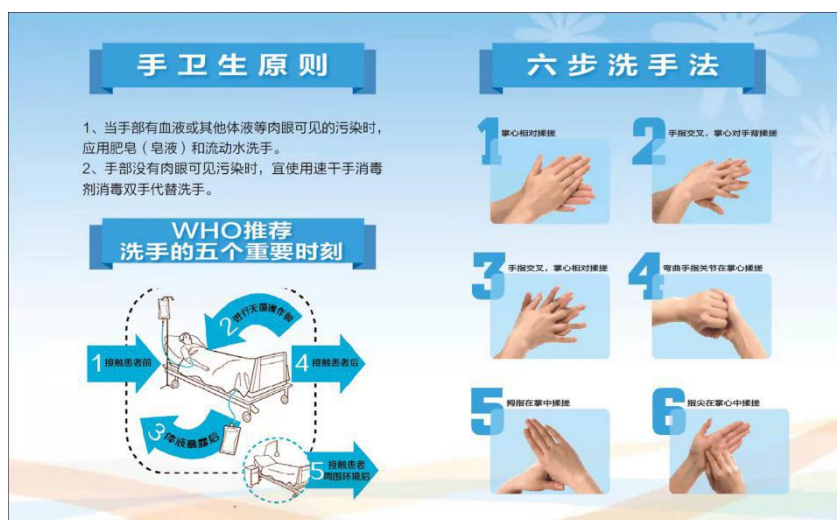 手卫生原则
1、当手部有血液或其他体液等肉眼可见的污染时，
应用肥皂（皂液）和流动水洗手。
2、手部没有肉眼可见污染时，宜使用速干手消毒
剂消毒双手代替洗手。
WHO推荐
洗手的五个重要时刻
1 接触患者前
2 进行无菌操作前
3 体液暴露后
4 接触患者后
5 接触患者
周围环境后
六步洗手法
1 掌心相对揉搓
2 手指交叉，掌心对手背揉搓
3 手指交叉，掌心相对揉搓
4 弯曲手指关节在掌心揉搓
5 拇指在掌中揉搓
6 指尖在掌心中揉搓